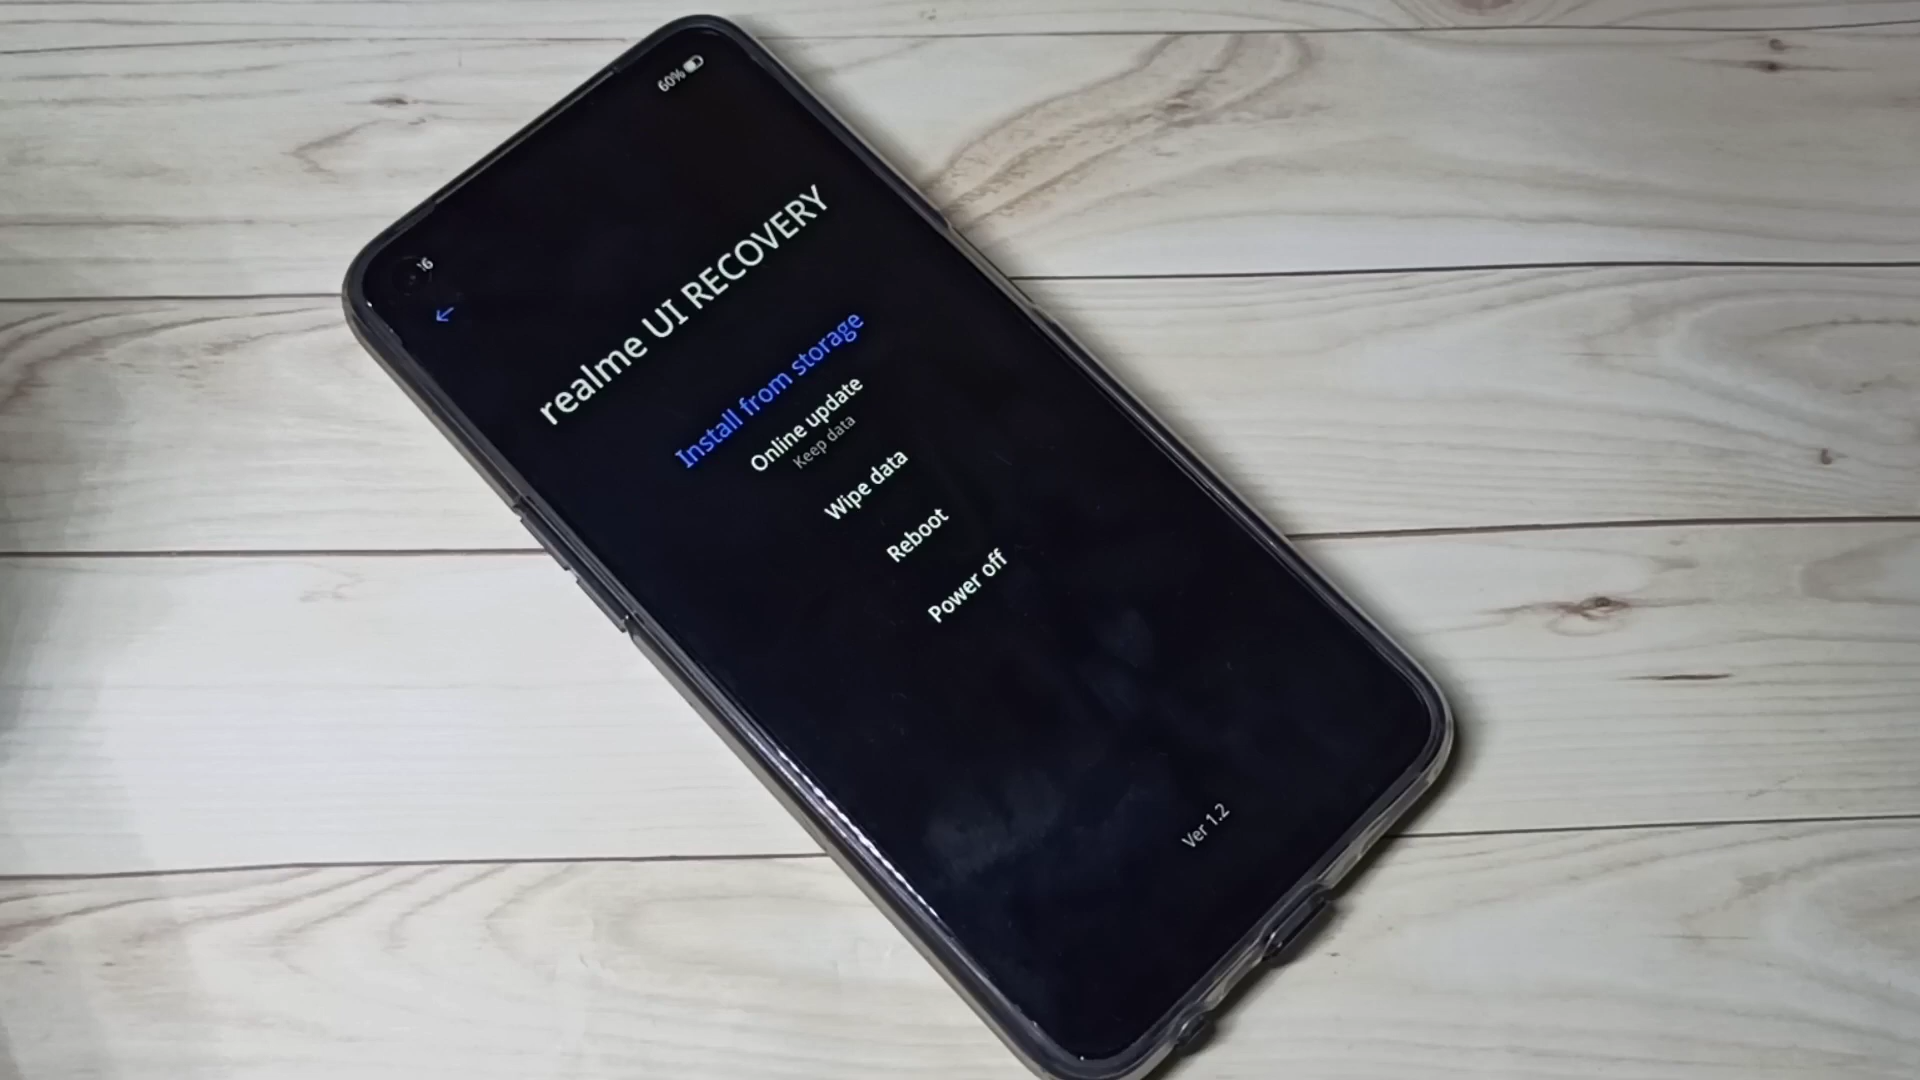 60%
realme UI RECOVERY
Install from storage
Online update
Keep data
Wipe data
Reboot
Power off
Ver 1.2